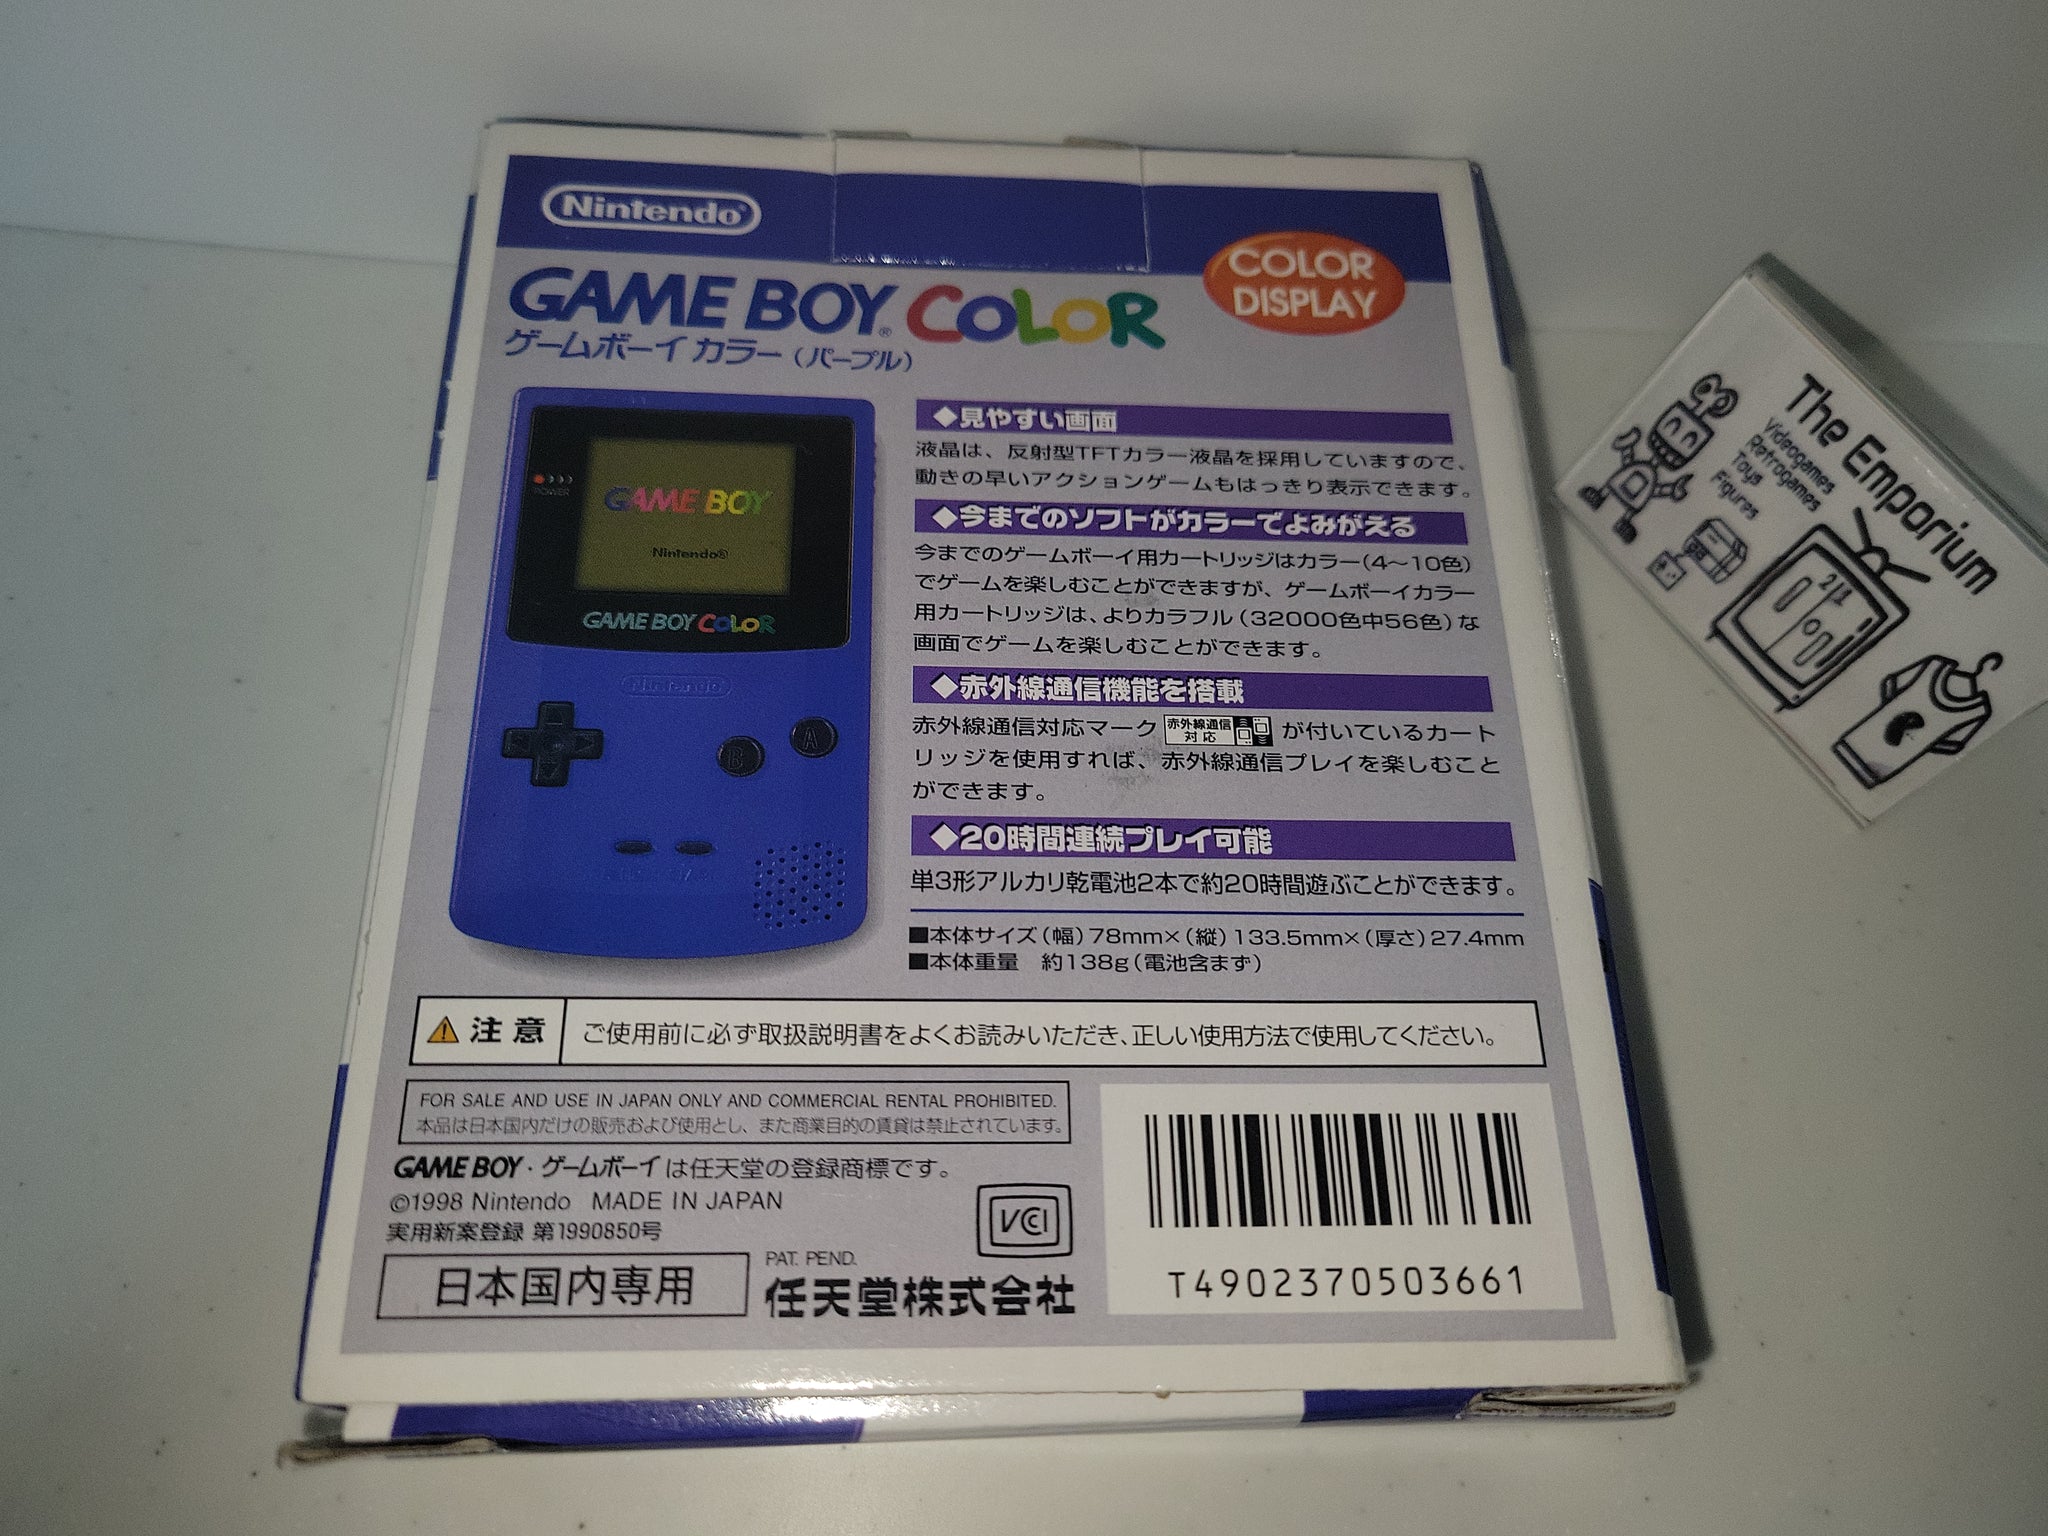 Nintendo®
COLOR
DISPLAY
GAME BOY® COLOR
ゲームボーイ カラー（パープル）
POWER
GAME BOY
Nintendo®
GAME BOY COLOR
Nintendo
B
A
◆見やすい画面
液晶は、反射型TFTカラー液晶を採用していますので、
動きの早いアクションゲームもはっきり表示できます。
◆今までのソフトがカラーでよみがえる
今までのゲームボーイ用カートリッジはカラー（4〜10色）
でゲームを楽しむことができますが、ゲームボーイカラー
用カートリッジは、よりカラフル（32000色中56色）な
画面でゲームを楽しむことができます。
◆赤外線通信機能を搭載
赤外線通信対応マーク 赤外線通信 対応 が付いているカート
リッジを使用すれば、赤外線通信プレイを楽しむこと
ができます。
◆20時間連続プレイ可能
単3形アルカリ乾電池2本で約20時間遊ぶことができます。
■本体サイズ（幅）78mm×（縦）133.5mm×（厚さ）27.4mm
■本体重量　約138g（電池含まず）
注意
ご使用前に必ず取扱説明書をよくお読みいただき、正しい使用方法で使用してください。
FOR SALE AND USE IN JAPAN ONLY AND COMMERCIAL RENTAL PROHIBITED.
本品は日本国内だけの販売および使用とし、また商業目的の賃貸は禁止されています。
GAME BOY・ゲームボーイは任天堂の登録商標です。
©1998 Nintendo MADE IN JAPAN
実用新案登録 第1990850号
VCCI
日本国内専用
PAT. PEND.
任天堂株式会社
T4902370503661
The Emporium
Videogames
Retrogames
Toys
Figures